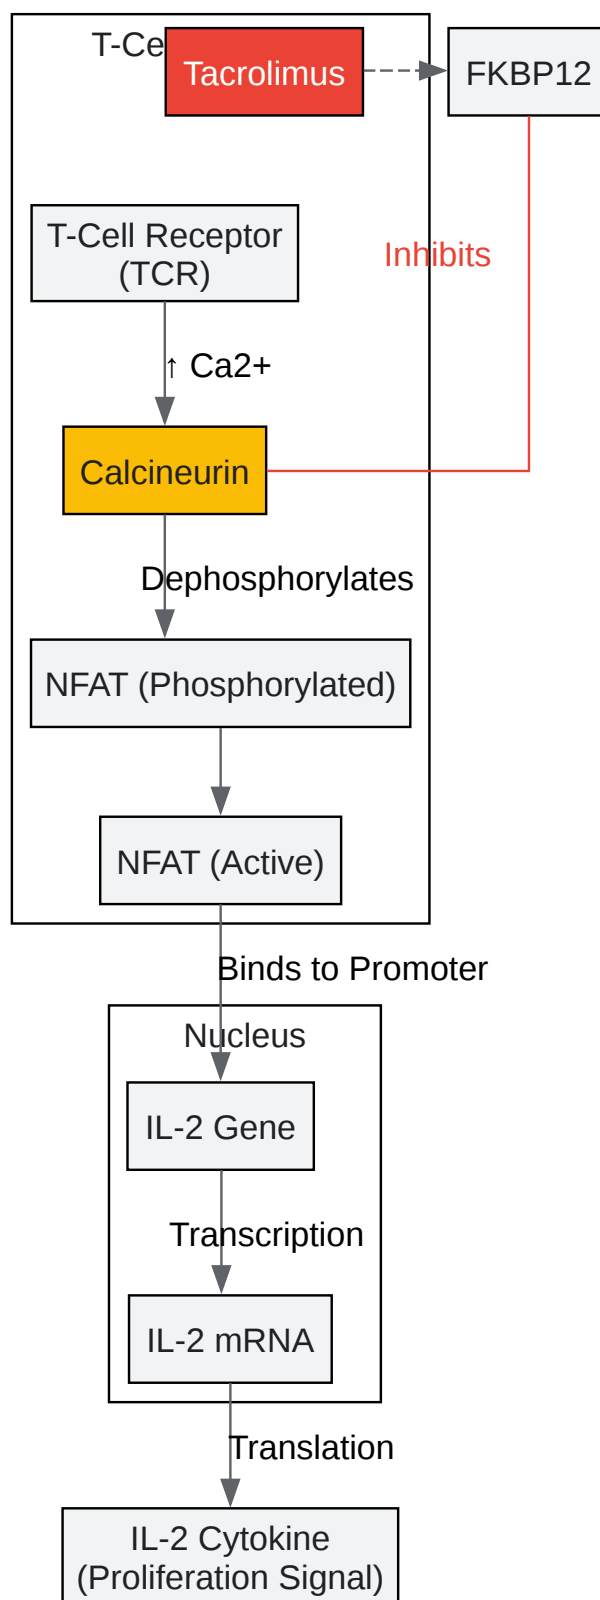 T-Ce
Tacrolimus
FKBP12
T-Cell Receptor
(TCR)
Inhibits
↑ Ca2+
Calcineurin
Dephosphorylates
NFAT (Phosphorylated)
NFAT (Active)
Binds to Promoter
Nucleus
IL-2 Gene
Transcription
IL-2 mRNA
Translation
IL-2 Cytokine
(Proliferation Signal)